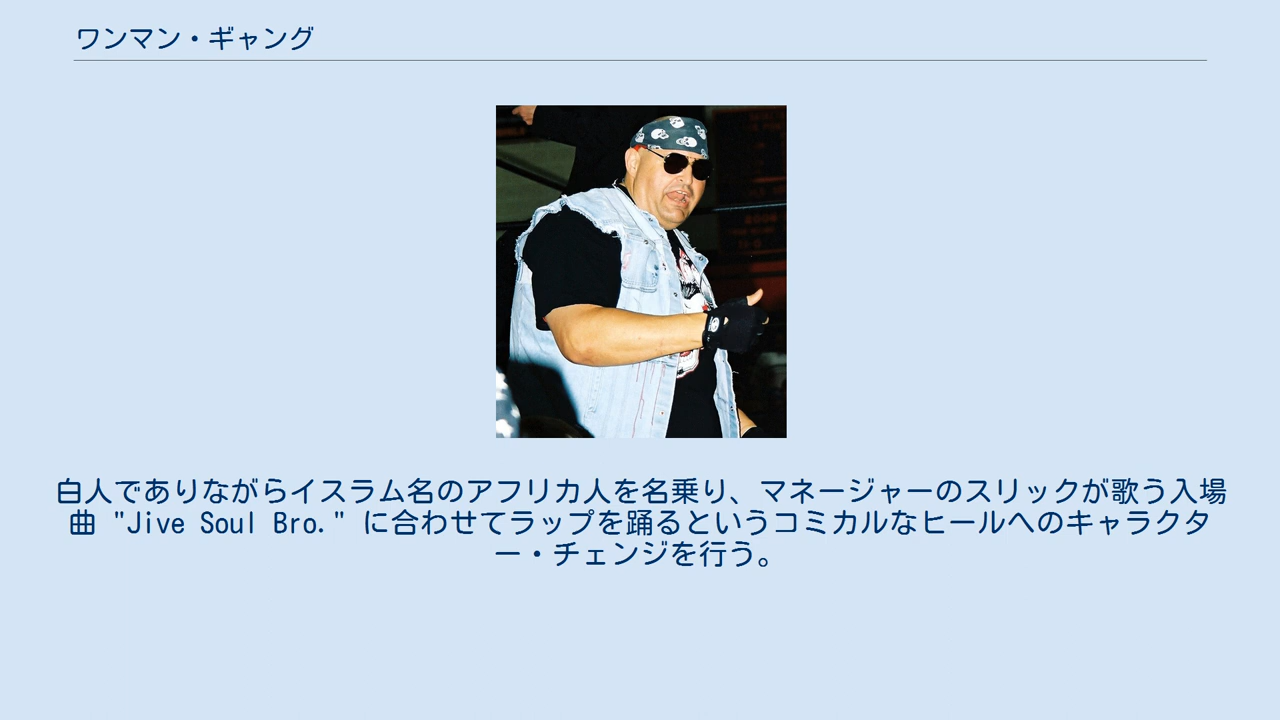 ワンマン・ギャング
白人でありながらイスラム名のアフリカ人を名乗り、マネージャーのスリックが歌う入場
曲 "Jive Soul Bro." に合わせてラップを踊るというコミカルなヒールへのキャラクタ
ー・チェンジを行う。